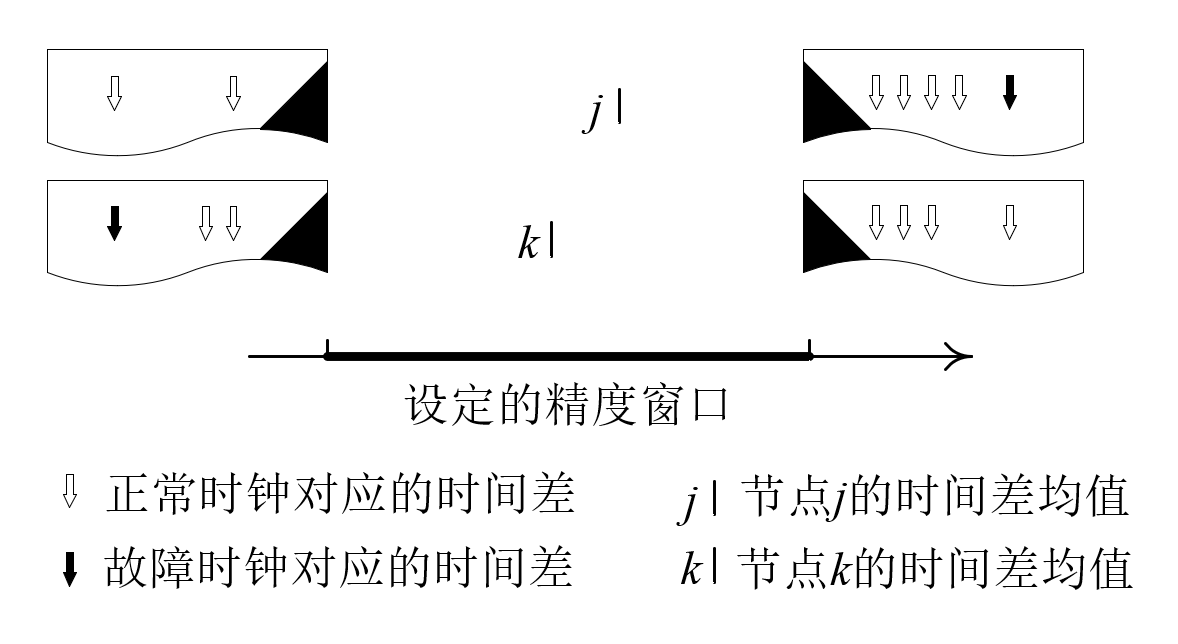 j
k
设定的精度窗口
正常时钟对应的时间差
j 节点j的时间差均值
故障时钟对应的时间差
k 节点k的时间差均值